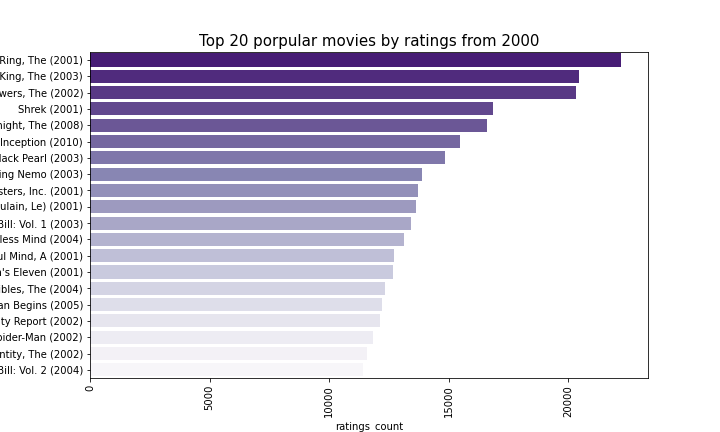 Top 20 porpular movies by ratings from 2000
Ring, The (2001)
King, The (2003)
wers, The (2002)
Shrek (2001)
night, The (2008)
Inception (2010)
lack Pearl (2003)
ing Nemo (2003)
sters, Inc. (2001)
ulain, Le) (2001)
Bill: Vol. 1 (2003)
less Mind (2004)
ul Mind, A (2001)
n's Eleven (2001)
bles, The (2004)
an Begins (2005)
ty Report (2002)
pider-Man (2002)
entity, The (2002)
Bill: Vol. 2 (2004)
0
5000
10000
15000
20000
ratings_count